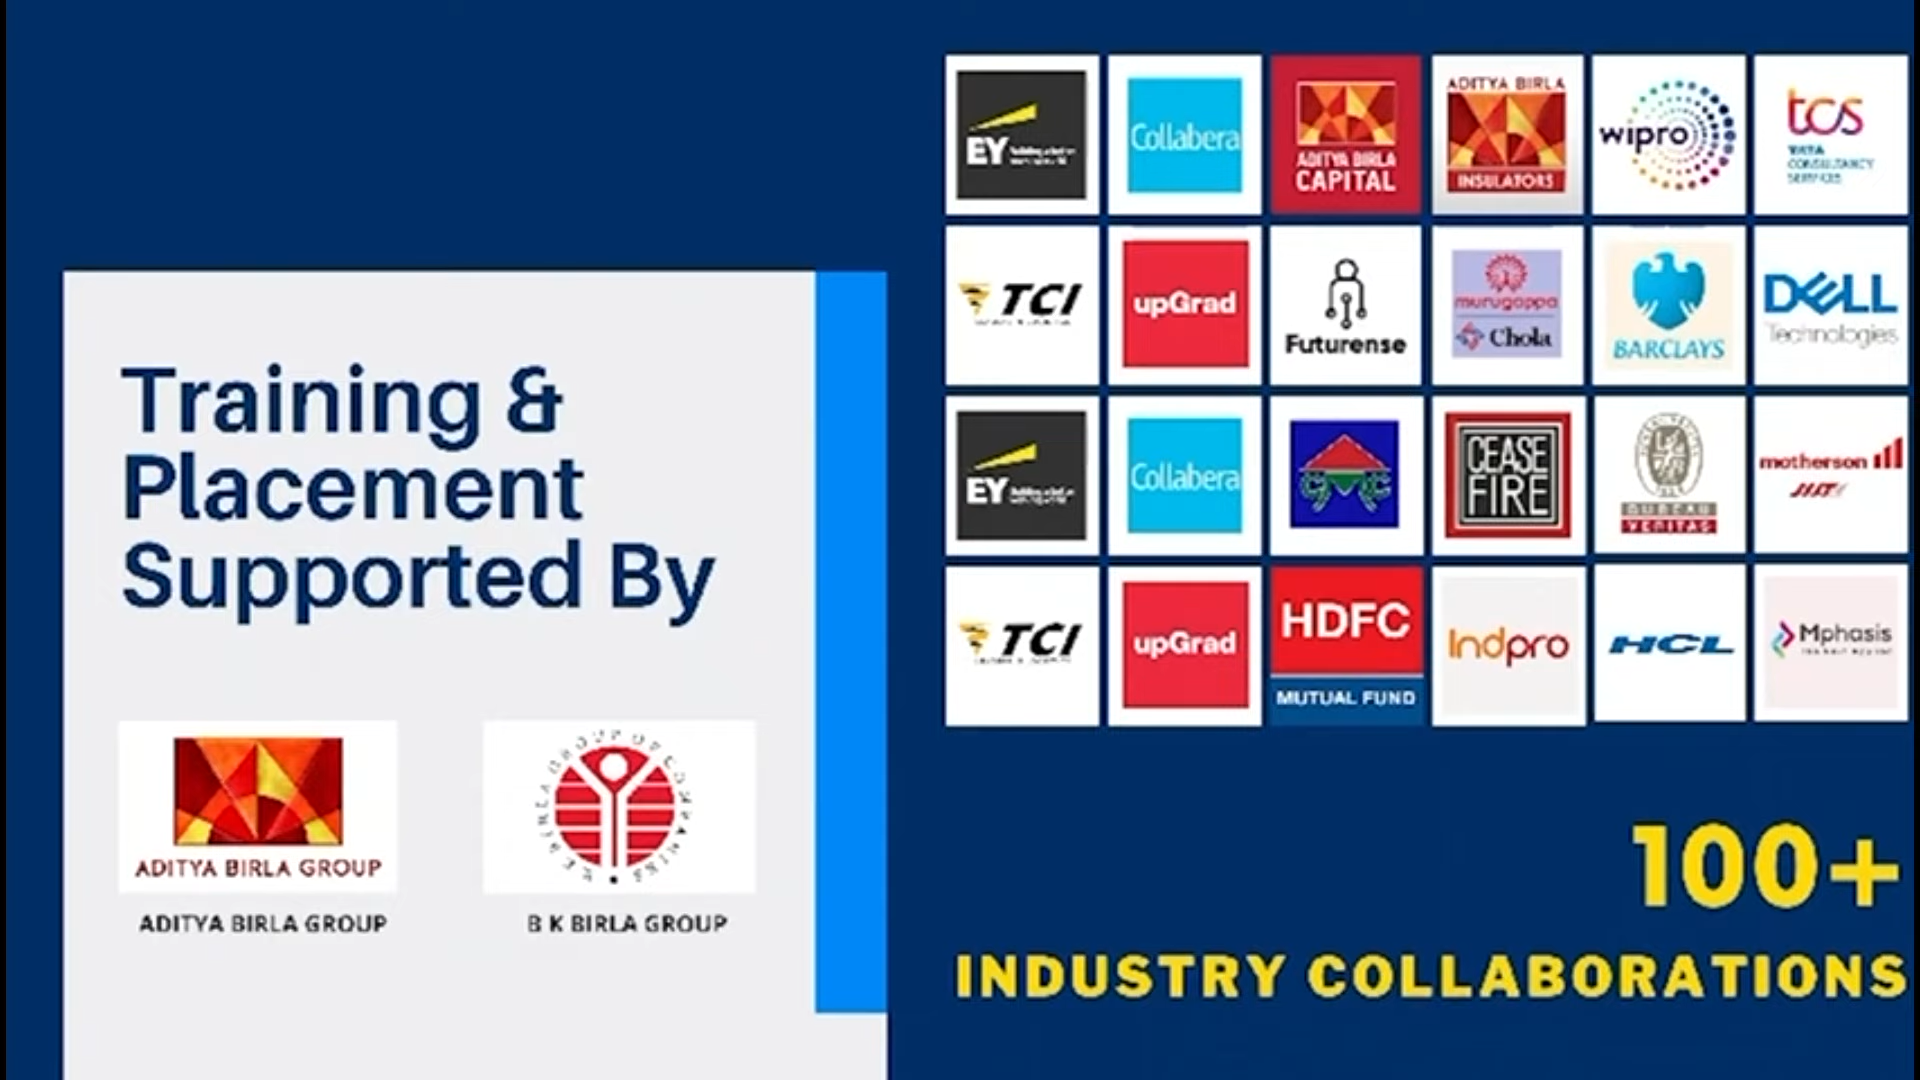 Training &
Placement
Supported By
ADITYA BIRLA GROUP
ADITYA BIRLA GROUP
B K BIRLA GROUP
EY
Collabera
ADITYA BIRLA
CAPITAL
ADITYA BIRLA
INSULATORS
wipro
tcs
TATA
CONSULTANCY
SERVICES
TCI
upGrad
Futurense
murugappa
Chola
BARCLAYS
DELL
Technologies
EY
Collabera
CEASE
FIRE
BUREAU
VERITAS
motherson
TCI
upGrad
HDFC
MUTUAL FUND
Indpro
HCL
Mphasis
100+
INDUSTRY COLLABORATIONS